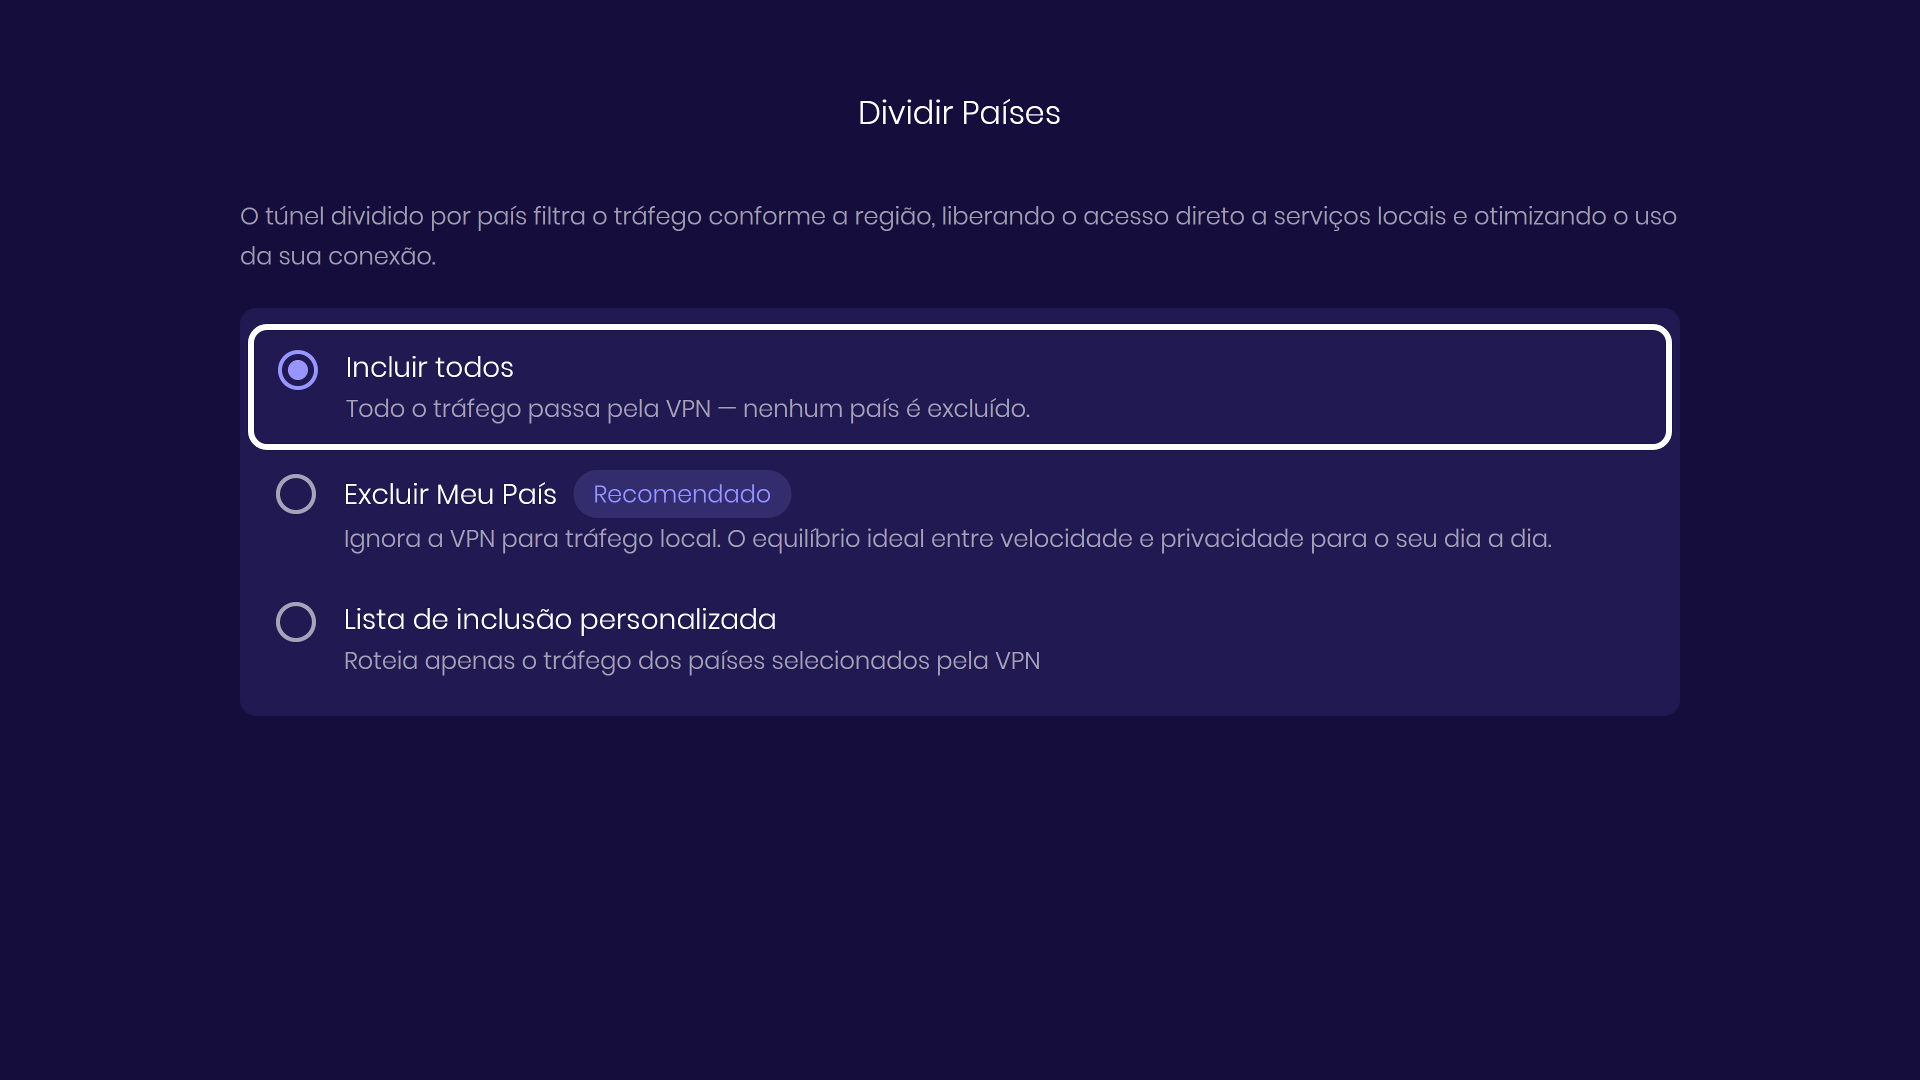 Dividir Países
O túnel dividido por país filtra o tráfego conforme a região, liberando o acesso direto a serviços locais e otimizando o uso
da sua conexão.
Incluir todos
Todo o tráfego passa pela VPN — nenhum país é excluído.
Excluir Meu País Recomendado
Ignora a VPN para tráfego local. O equilíbrio ideal entre velocidade e privacidade para o seu dia a dia.
Lista de inclusão personalizada
Roteia apenas o tráfego dos países selecionados pela VPN